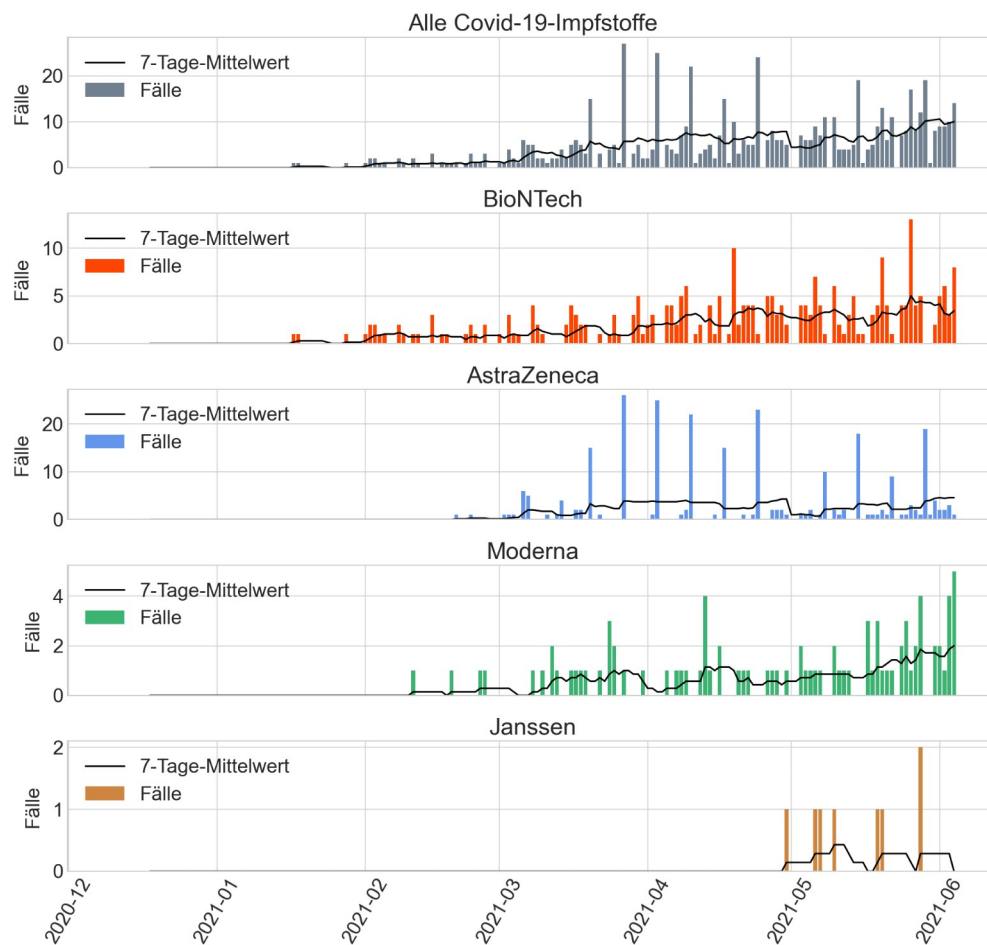 Alle Covid-19-Impfstoffe
Fälle
20
10
0
7-Tage-Mittelwert
Fälle
BioNTech
Fälle
10
5
0
7-Tage-Mittelwert
Fälle
AstraZeneca
Fälle
20
10
0
7-Tage-Mittelwert
Fälle
Moderna
Fälle
4
2
0
7-Tage-Mittelwert
Fälle
Janssen
Fälle
2
1
0
7-Tage-Mittelwert
Fälle
2020-12
2021-01
2021-02
2021-03
2021-04
2021-05
2021-06